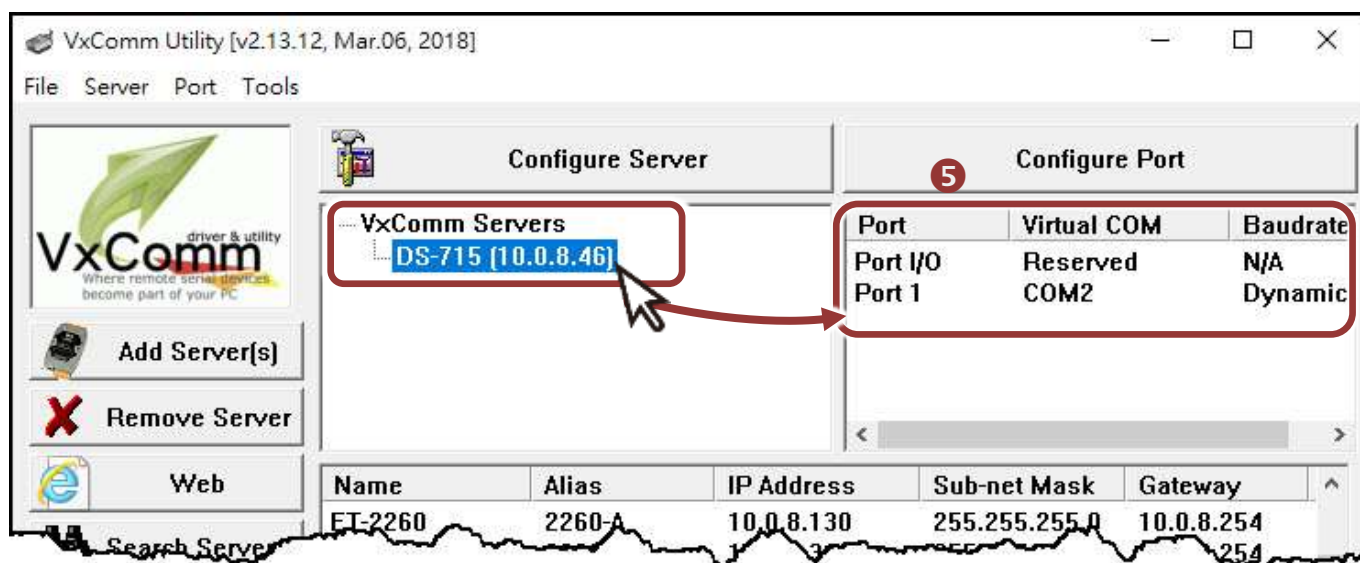 VxComm Utility [v2.13.12, Mar.06, 2018]
File Server Port Tools
VxComm
driver & utility
Where remote serial devices
become part of your PC
Add Server(s)
Remove Server
Web
Search Server
Configure Server
VxComm Servers
DS-715 (10.0.8.46)
Configure Port
5
Port Virtual COM Baudrate
Port I/O Reserved N/A
Port 1 COM2 Dynamic
Name Alias IP Address Sub-net Mask Gateway
ET-2260 2260-A 10.0.8.130 255.255.255.0 10.0.8.254
254